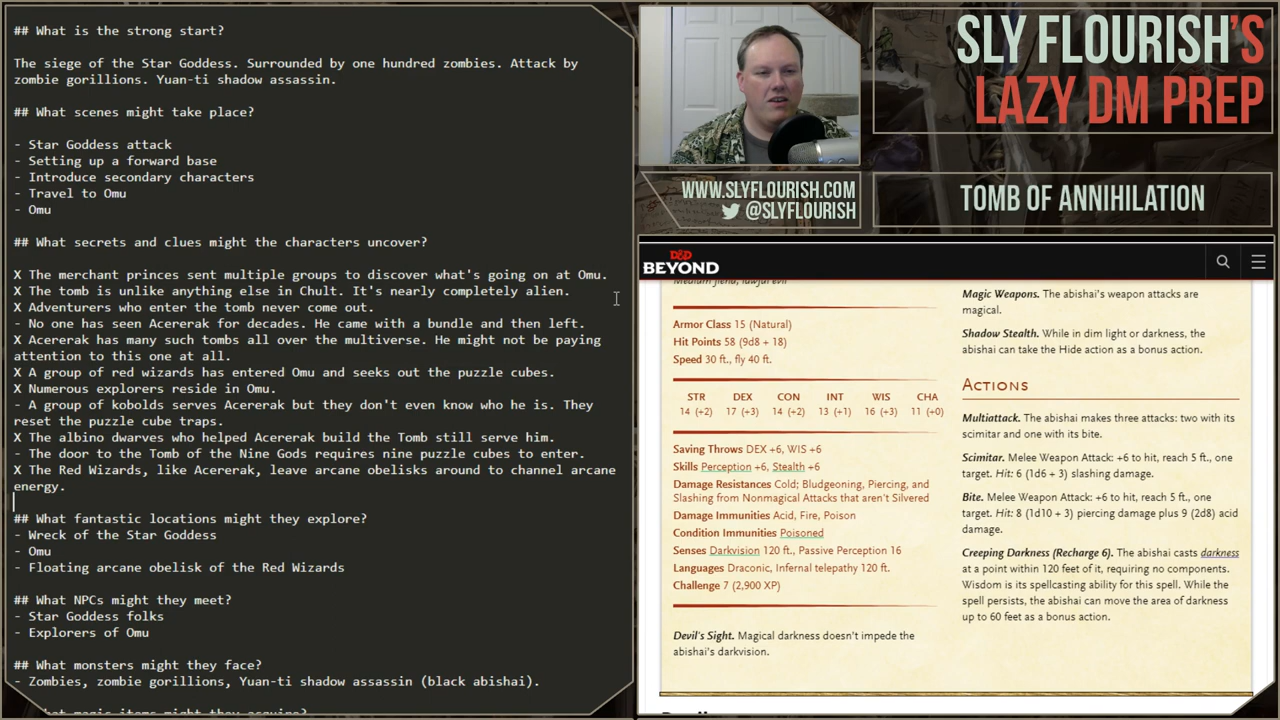 ## What is the strong start?
The siege of the Star Goddess. Surrounded by one hundred zombies. Attack by
zombie gorillions. Yuan-ti shadow assassin.
## What scenes might take place?
- Star Goddess attack
- Setting up a forward base
- Introduce secondary characters
- Travel to Omu
- Omu
## What secrets and clues might the characters uncover?
X The merchant princes sent multiple groups to discover what's going on at Omu.
X The tomb is unlike anything else in Chult. It's nearly completely alien.
X Adventurers who enter the tomb never come out.
- No one has seen Acererak for decades. He came with a bundle and then left.
X Acererak has many such tombs all over the multiverse. He might not be paying
attention to this one at all.
X A group of red wizards has entered Omu and seeks out the puzzle cubes.
X Numerous explorers reside in Omu.
- A group of kobolds serves Acererak but they don't even know who he is. They
reset the puzzle cube traps.
X The albino dwarves who helped Acererak build the Tomb still serve him.
- The door to the Tomb of the Nine Gods requires nine puzzle cubes to enter.
X The Red Wizards, like Acererak, leave arcane obelisks around to channel arcane
energy.
## What fantastic locations might they explore?
- Wreck of the Star Goddess
- Omu
- Floating arcane obelisk of the Red Wizards
## What NPCs might they meet?
- Star Goddess folks
- Explorers of Omu
## What monsters might they face?
- Zombies, zombie gorillions, Yuan-ti shadow assassin (black abishai).
## What magic items might they acquire?
SLY FLOURISH'S
LAZY DM PREP
WWW.SLYFLOURISH.COM
@SLYFLOURISH
TOMB OF ANNIHILATION
D&D
BEYOND
Medium fiend, lawful evil
Armor Class 15 (Natural)
Hit Points 58 (9d8 + 18)
Speed 30 ft., fly 40 ft.
STR DEX CON INT WIS CHA
14 (+2) 17 (+3) 14 (+2) 13 (+1) 16 (+3) 11 (+0)
Saving Throws DEX +6, WIS +6
Skills Perception +6, Stealth +6
Damage Resistances Cold; Bludgeoning, Piercing, and
Slashing from Nonmagical Attacks that aren't Silvered
Damage Immunities Acid, Fire, Poison
Condition Immunities Poisoned
Senses Darkvision 120 ft., Passive Perception 16
Languages Draconic, Infernal telepathy 120 ft.
Challenge 7 (2,900 XP)
Devil's Sight. Magical darkness doesn't impede the
abishai's darkvision.
Magic Weapons. The abishai's weapon attacks are
magical.
Shadow Stealth. While in dim light or darkness, the
abishai can take the Hide action as a bonus action.
ACTIONS
Multiattack. The abishai makes three attacks: two with its
scimitar and one with its bite.
Scimitar. Melee Weapon Attack: +6 to hit, reach 5 ft., one
target. Hit: 6 (1d6 + 3) slashing damage.
Bite. Melee Weapon Attack: +6 to hit, reach 5 ft., one
target. Hit: 8 (1d10 + 3) piercing damage plus 9 (2d8) acid
damage.
Creeping Darkness (Recharge 6). The abishai casts darkness
at a point within 120 feet of it, requiring no components.
Wisdom is its spellcasting ability for this spell. While the
spell persists, the abishai can move the area of darkness
up to 60 feet as a bonus action.